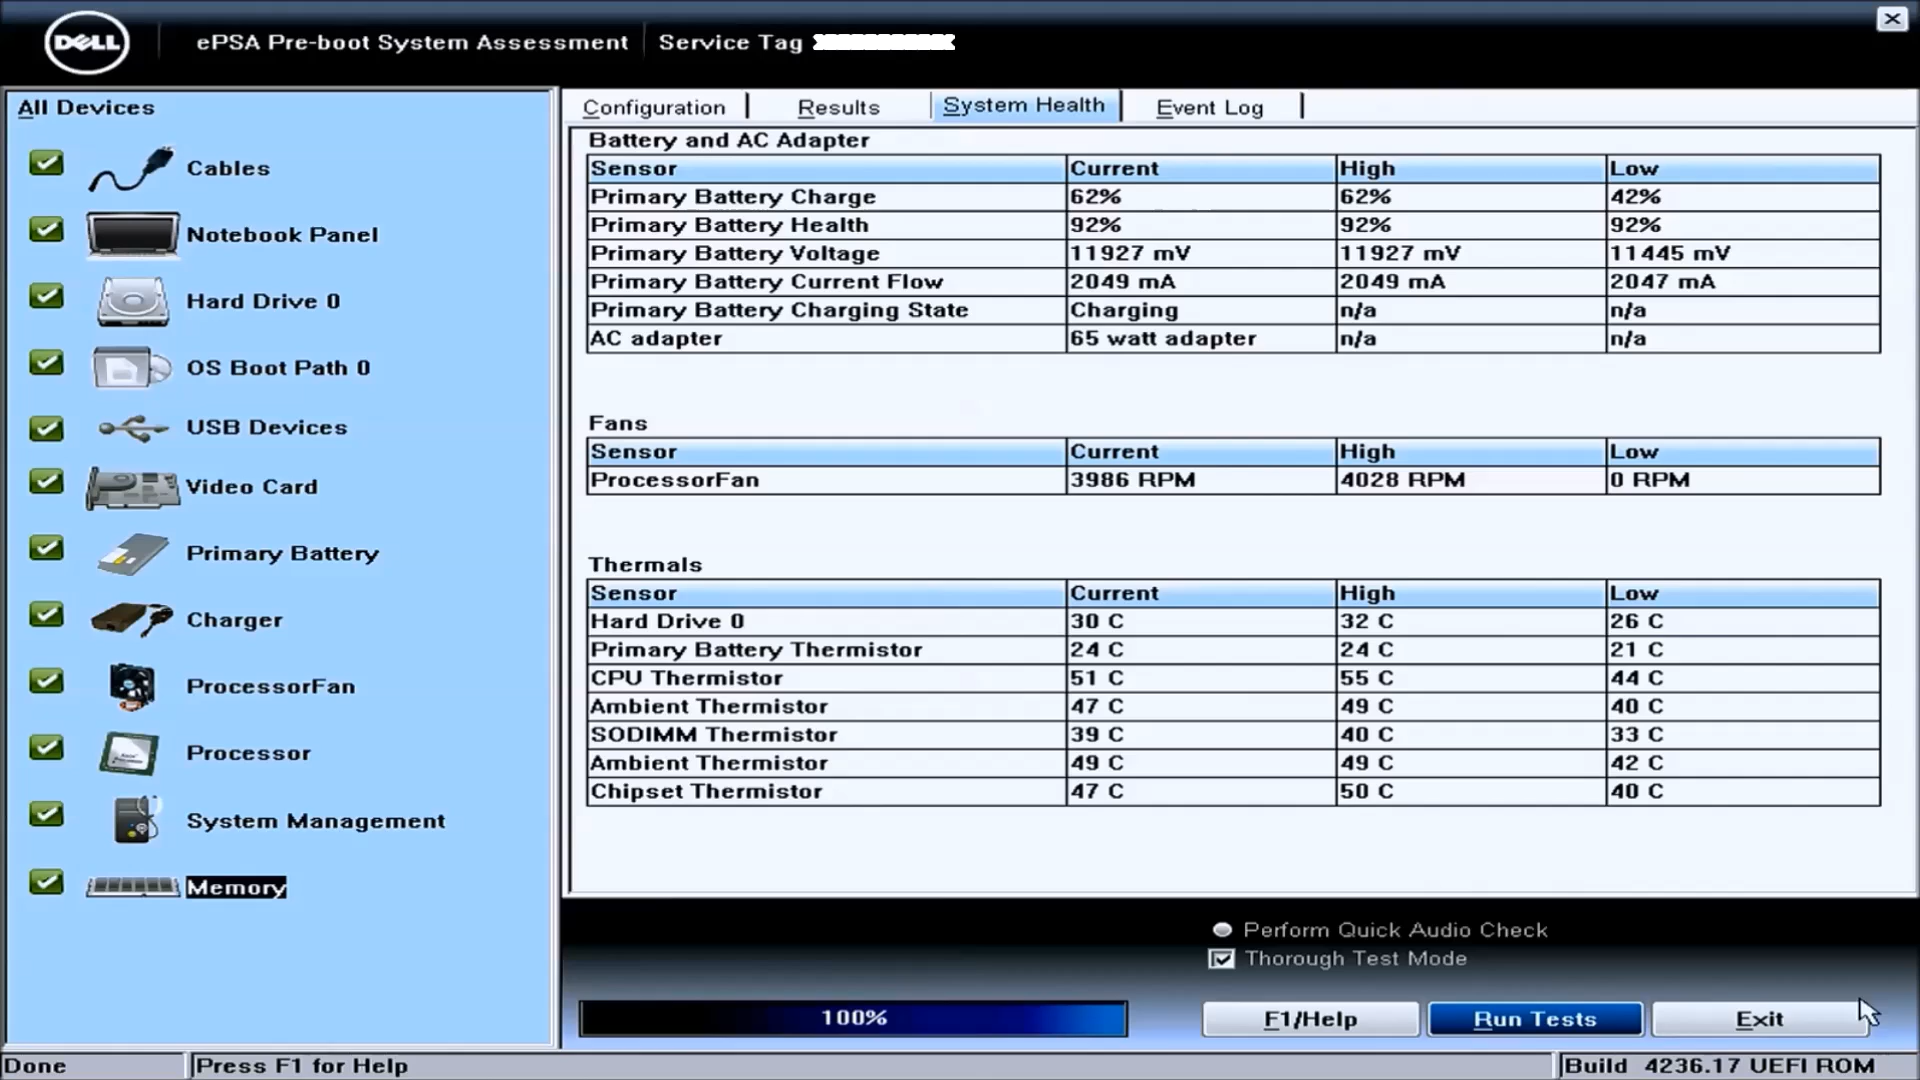 DELL
ePSA Pre-boot System Assessment Service Tag
All Devices
Cables
Notebook Panel
Hard Drive 0
OS Boot Path 0
USB Devices
Video Card
Primary Battery
Charger
ProcessorFan
Processor
System Management
Memory
Configuration Results System Health Event Log
Battery and AC Adapter
Sensor Current High Low
Primary Battery Charge 62% 62% 42%
Primary Battery Health 92% 92% 92%
Primary Battery Voltage 11927 mV 11927 mV 11445 mV
Primary Battery Current Flow 2049 mA 2049 mA 2047 mA
Primary Battery Charging State Charging n/a n/a
AC adapter 65 watt adapter n/a n/a
Fans
Sensor Current High Low
ProcessorFan 3986 RPM 4028 RPM 0 RPM
Thermals
Sensor Current High Low
Hard Drive 0 30 C 32 C 26 C
Primary Battery Thermistor 24 C 24 C 21 C
CPU Thermistor 51 C 55 C 44 C
Ambient Thermistor 47 C 49 C 40 C
SODIMM Thermistor 39 C 40 C 33 C
Ambient Thermistor 49 C 49 C 42 C
Chipset Thermistor 47 C 50 C 40 C
Perform Quick Audio Check
Thorough Test Mode
100% F1/Help Run Tests Exit
Done Press F1 for Help Build 4236.17 UEFI ROM